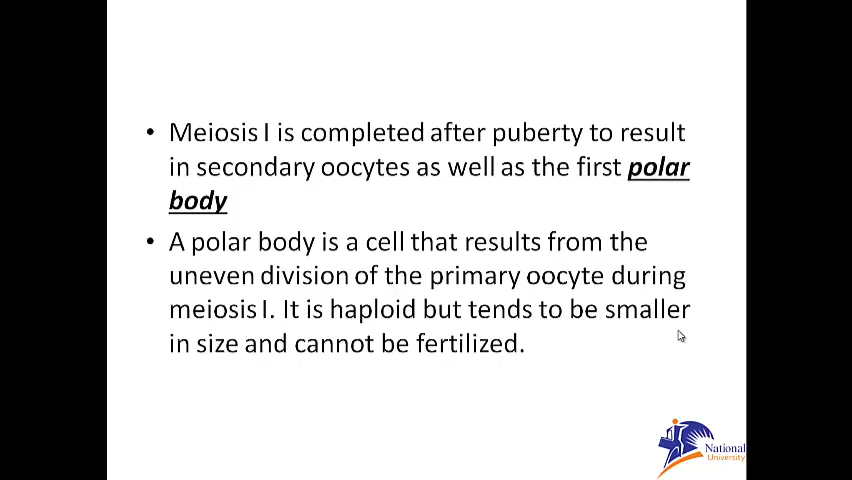 • Meiosis I is completed after puberty to result
in secondary oocytes as well as the first polar
body
• A polar body is a cell that results from the
uneven division of the primary oocyte during
meiosis I. It is haploid but tends to be smaller
in size and cannot be fertilized.
National
University